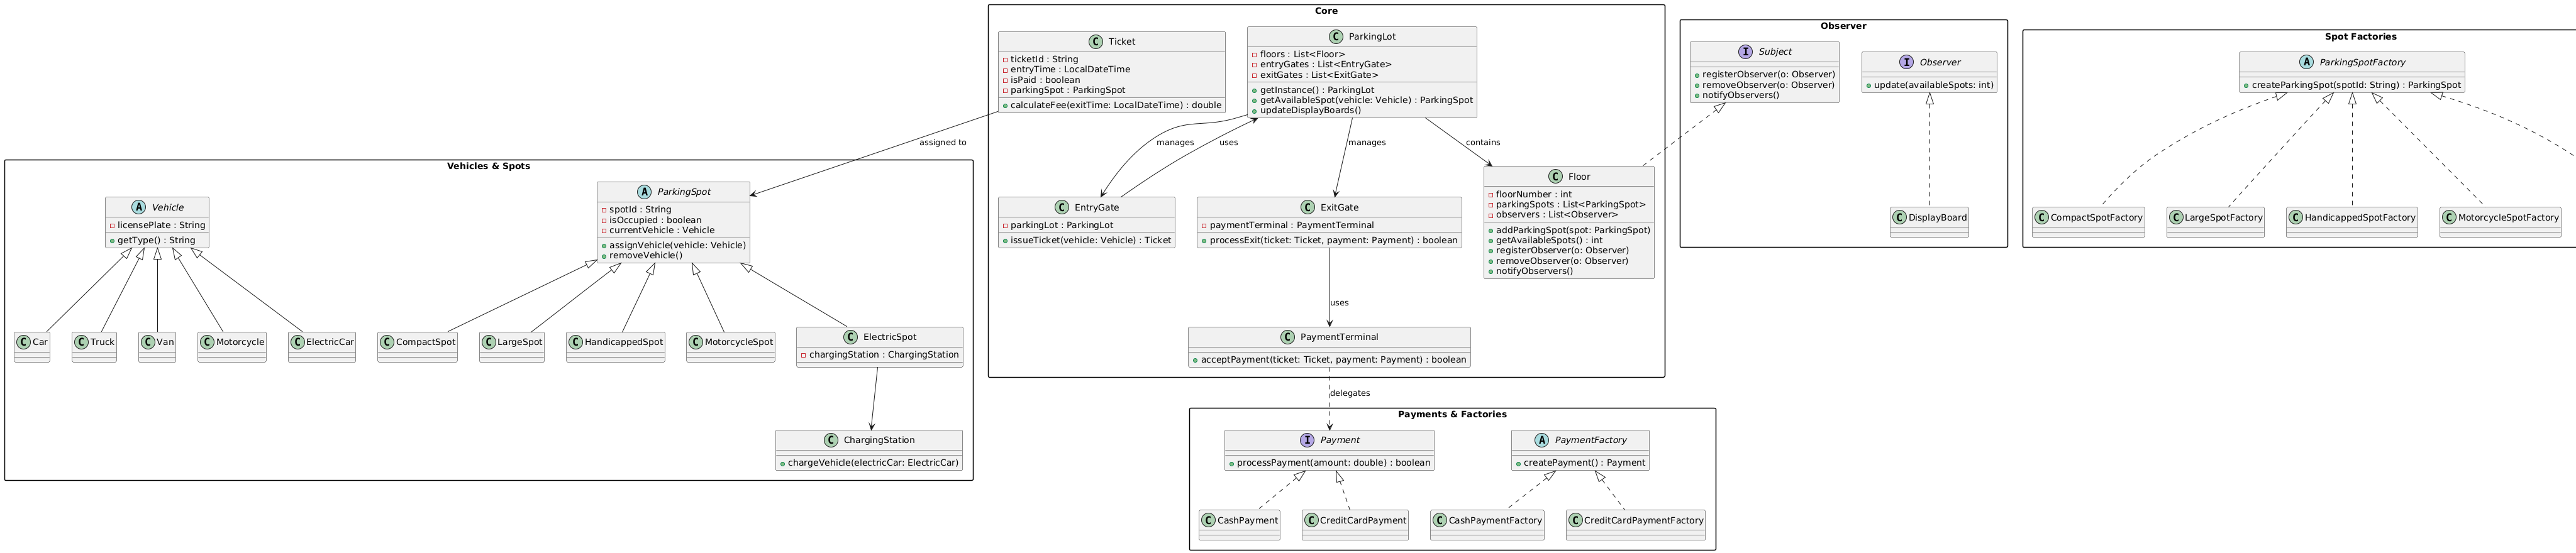 Core
C Ticket
ticketId : String
entryTime : LocalDateTime
isPaid : boolean
parkingSpot : ParkingSpot
calculateFee(exitTime: LocalDateTime) : double
C ParkingLot
floors : List<Floor>
entryGates : List<EntryGate>
exitGates : List<ExitGate>
getInstance() : ParkingLot
getAvailableSpot(vehicle: Vehicle) : ParkingSpot
updateDisplayBoards()
assigned to
manages
uses
manages
contains
C EntryGate
parkingLot : ParkingLot
issueTicket(vehicle: Vehicle) : Ticket
C ExitGate
paymentTerminal : PaymentTerminal
processExit(ticket: Ticket, payment: Payment) : boolean
C Floor
floorNumber : int
parkingSpots : List<ParkingSpot>
observers : List<Observer>
addParkingSpot(spot: ParkingSpot)
getAvailableSpots() : int
registerObserver(o: Observer)
removeObserver(o: Observer)
notifyObservers()
uses
C PaymentTerminal
acceptPayment(ticket: Ticket, payment: Payment) : boolean
delegates
Observer
I Subject
registerObserver(o: Observer)
removeObserver(o: Observer)
notifyObservers()
I Observer
update(availableSpots: int)
C DisplayBoard
Spot Factories
A ParkingSpotFactory
createParkingSpot(spotId: String) : ParkingSpot
C CompactSpotFactory
C LargeSpotFactory
C HandicappedSpotFactory
C MotorcycleSpotFactory
Vehicles & Spots
A Vehicle
licensePlate : String
getType() : String
A ParkingSpot
spotId : String
isOccupied : boolean
currentVehicle : Vehicle
assignVehicle(vehicle: Vehicle)
removeVehicle()
C Car
C Truck
C Van
C Motorcycle
C ElectricCar
C CompactSpot
C LargeSpot
C HandicappedSpot
C MotorcycleSpot
C ElectricSpot
chargingStation : ChargingStation
C ChargingStation
chargeVehicle(electricCar: ElectricCar)
Payments & Factories
I Payment
processPayment(amount: double) : boolean
A PaymentFactory
createPayment() : Payment
C CashPayment
C CreditCardPayment
C CashPaymentFactory
C CreditCardPaymentFactory